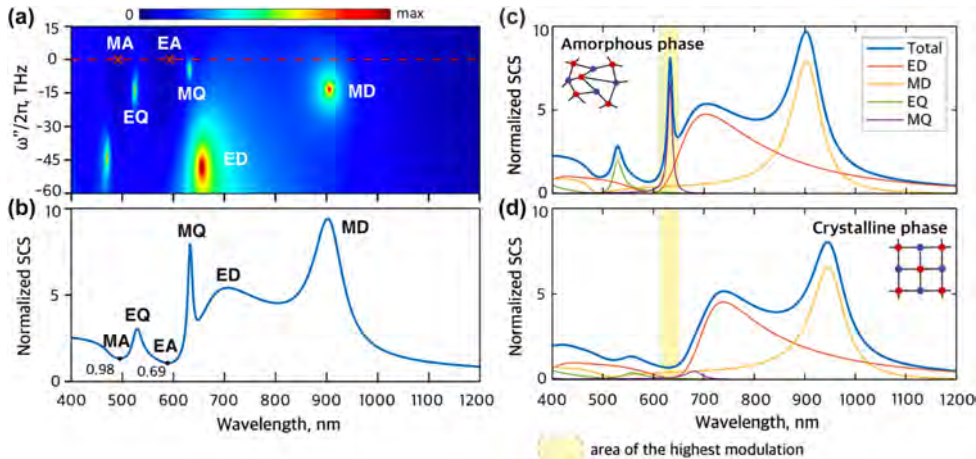 (a)
0 max
15
0
-15
-30
-45
-60
ω''/2π, THz
MA EA
EQ MQ MD
ED
(b)
10
5
0
Normalized SCS
MQ
MD
ED
EQ
MA EA
0.98 0.69
400 500 600 700 800 900 1000 1100 1200
Wavelength, nm
(c)
10
5
0
Normalized SCS
Amorphous phase
Total
ED
MD
EQ
MQ
(d)
10
5
0
Normalized SCS
Crystalline phase
400 500 600 700 800 900 1000 1100 1200
Wavelength, nm
area of the highest modulation